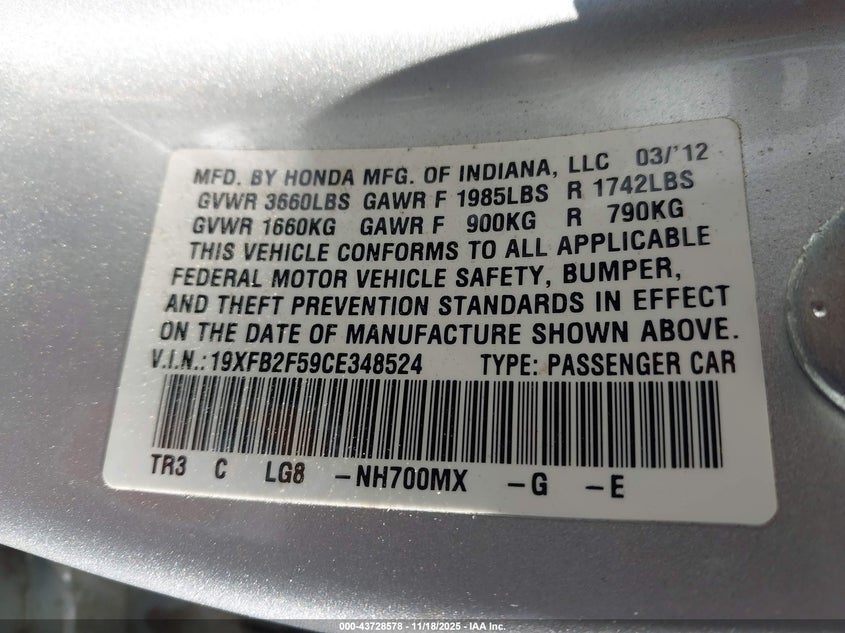 MFD. BY HONDA MFG. OF INDIANA, LLC 03/'12
GVWR 3660LBS GAWR F 1985LBS R 1742LBS
GVWR 1660KG GAWR F 900KG R 790KG
THIS VEHICLE CONFORMS TO ALL APPLICABLE
FEDERAL MOTOR VEHICLE SAFETY, BUMPER,
AND THEFT PREVENTION STANDARDS IN EFFECT
ON THE DATE OF MANUFACTURE SHOWN ABOVE.
V.I.N.: 19XFB2F59CE348524 TYPE: PASSENGER CAR
TR3 C LG8 -NH700MX -G -E
000-43728578 - 11/18/2025 - IAA Inc.